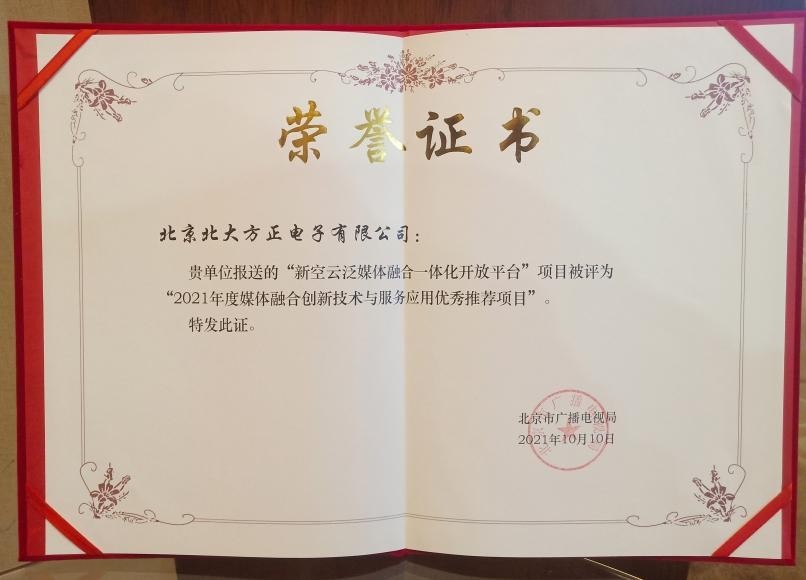 荣誉证书
北京北大方正电子有限公司：
贵单位报送的“新空云泛媒体融合一体化开放平台”项目被评为
“2021年度媒体融合创新技术与服务应用优秀推荐项目”。
特发此证。
北京市广播电视局
2021年10月10日